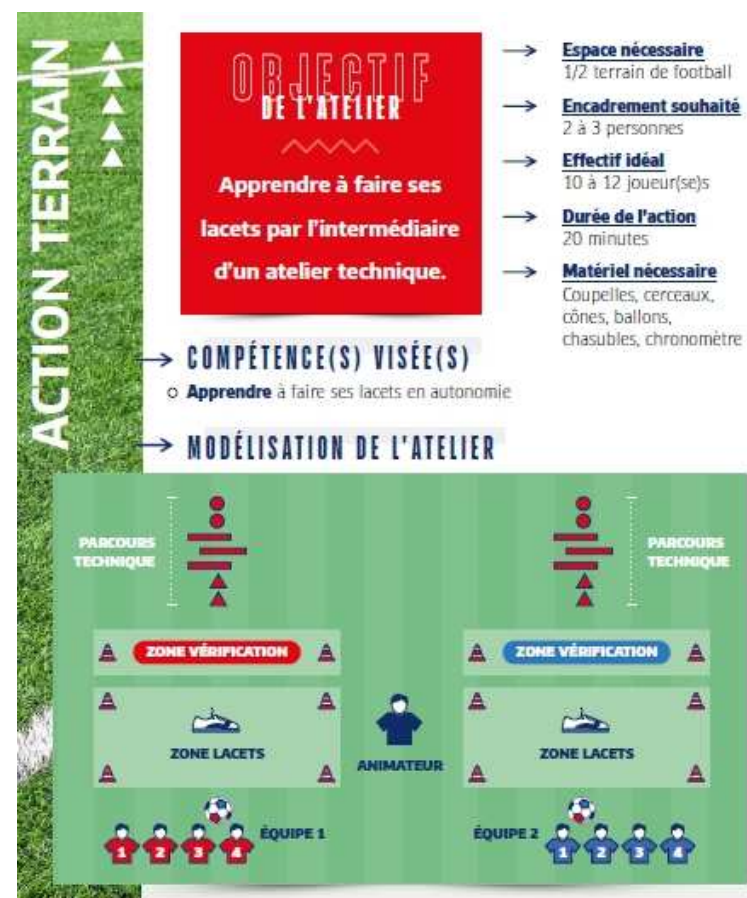 ACTION TERRAIN
OBJECTIF
DE L'ATELIER
Apprendre à faire ses
lacets par l'intermédiaire
d'un atelier technique.
Espace nécessaire
1/2 terrain de football
Encadrement souhaité
2 à 3 personnes
Effectif idéal
10 à 12 joueur(se)s
Durée de l'action
20 minutes
Matériel nécessaire
Coupelles, cerceaux,
cônes, ballons,
chasubles, chronomètre
COMPÉTENCE(S) VISÉE(S)
Apprendre à faire ses lacets en autonomie
MODÉLISATION DE L'ATELIER
PARCOURS
TECHNIQUE
PARCOURS
TECHNIQUE
ZONE VÉRIFICATION
ZONE VÉRIFICATION
ZONE LACETS
ANIMATEUR
ZONE LACETS
ÉQUIPE 1
1 2 3 4
ÉQUIPE 2
1 2 3 4